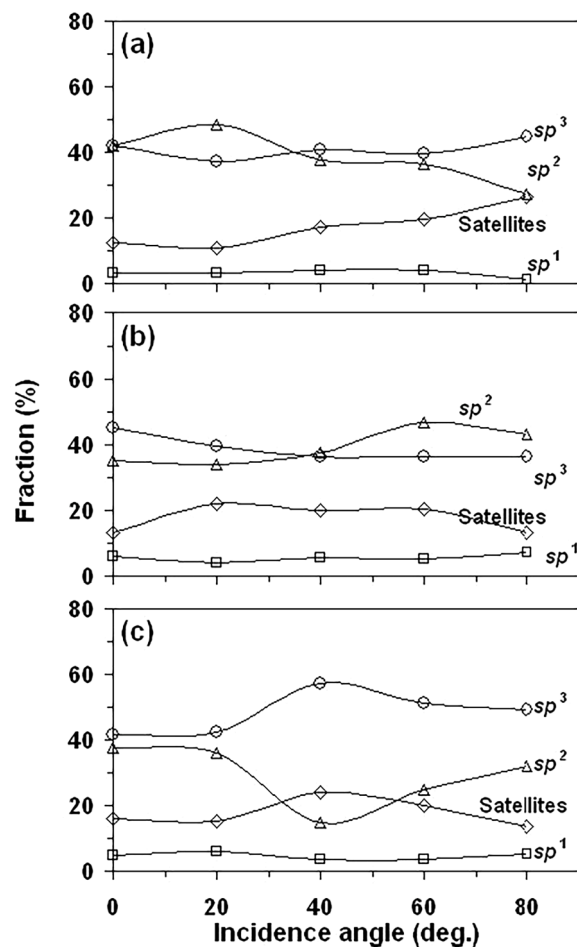 80
(a)
60
sp³
40
sp²
20
Satellites
sp¹
0
80
(b)
60
sp²
40
sp³
20
Satellites
sp¹
0
Fraction (%)
80
(c)
60
sp³
40
sp²
20
Satellites
sp¹
0
0 20 40 60 80
Incidence angle (deg.)